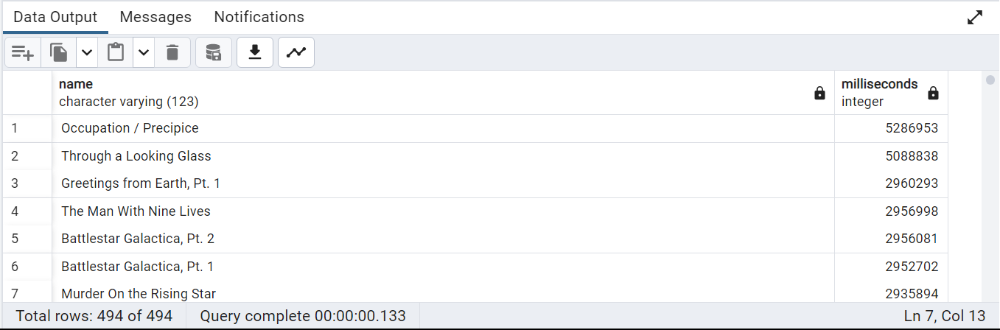 Data Output Messages Notifications
name milliseconds
character varying (123) integer
1 Occupation / Precipice 5286953
2 Through a Looking Glass 5088838
3 Greetings from Earth, Pt. 1 2960293
4 The Man With Nine Lives 2956998
5 Battlestar Galactica, Pt. 2 2956081
6 Battlestar Galactica, Pt. 1 2952702
7 Murder On the Rising Star 2935894
Total rows: 494 of 494 Query complete 00:00:00.133 Ln 7, Col 13